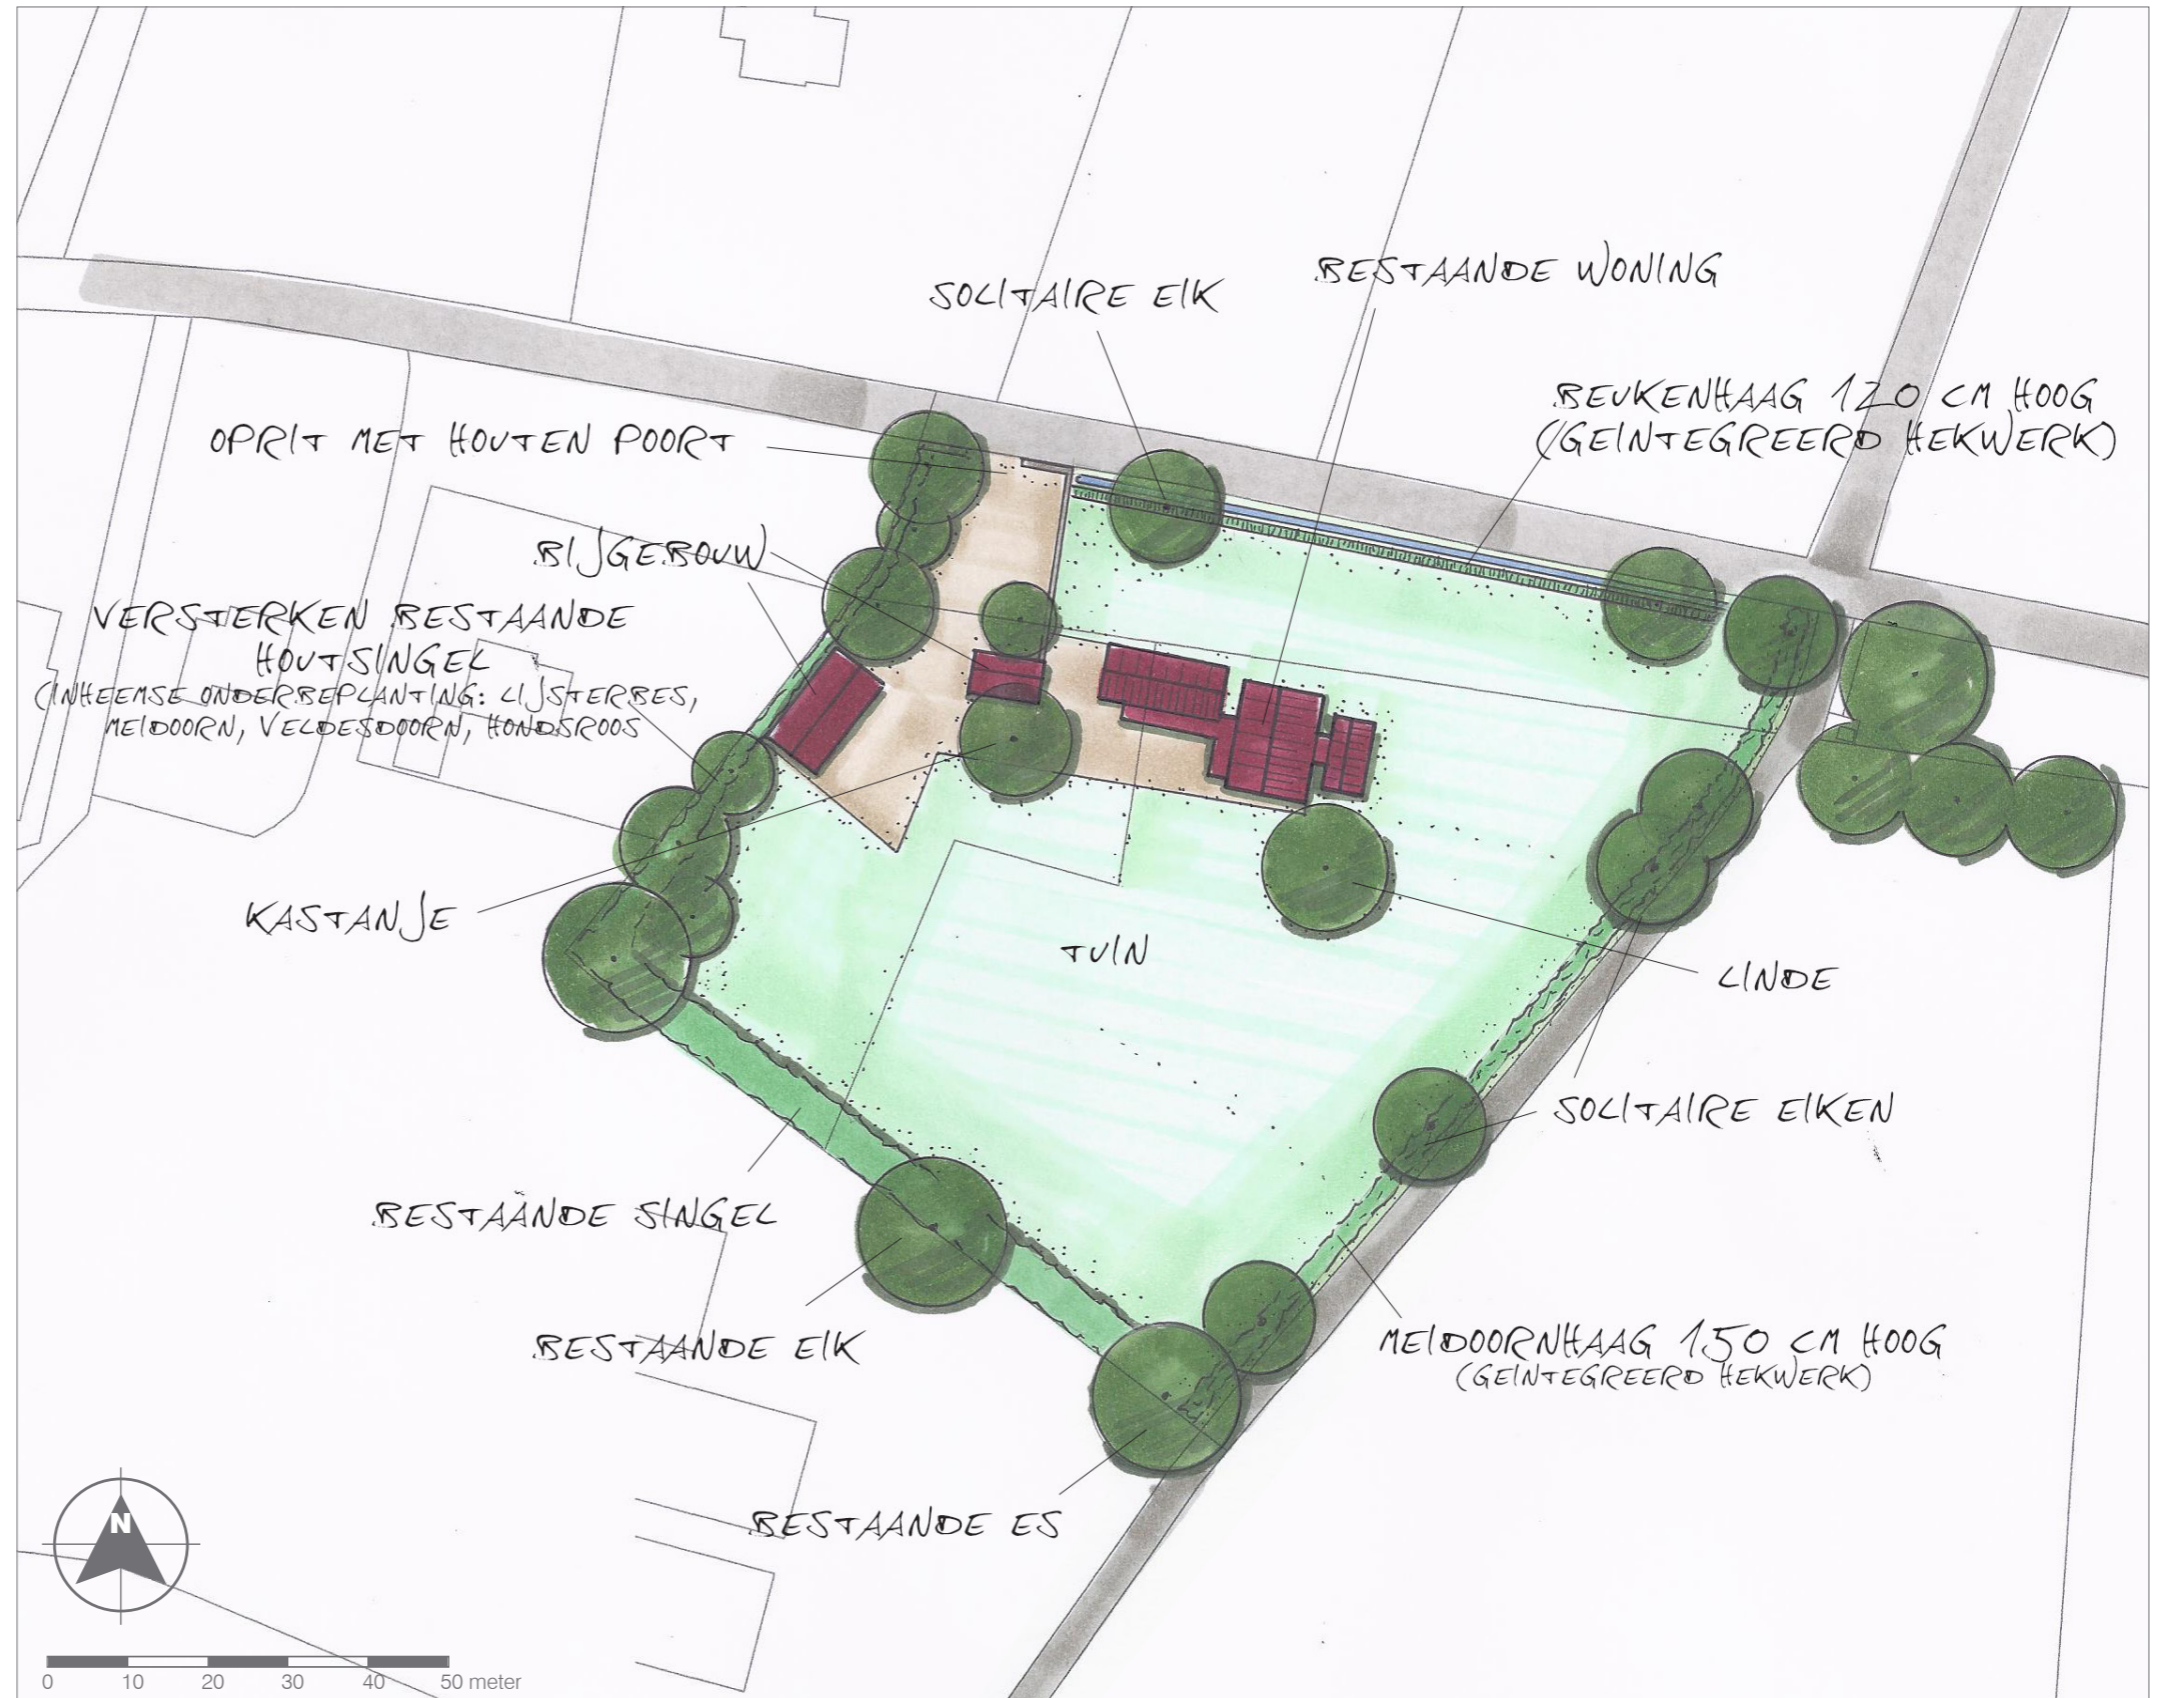 BESTAANDE WONING
SOLITAIRE EIK
BEUKENHAAG 120 CM HOOG
(GEINTEGREERD HEKWERK)
OPRIT MET HOUTEN POORT
BIJGEBOUW
VERSTERKEN BESTAANDE
HOUTSINGEL
(INHEEMSE ONDERBEPLANTING: LIJSTERBES,
MEIDOORN, VELDESDOORN, HONDSROOS
KASTANJE
TUIN
LINDE
SOLITAIRE EIKEN
BESTAANDE SINGEL
BESTAANDE EIK
MEIDOORNHAAG 150 CM HOOG
(GEINTEGREERD HEKWERK)
BESTAANDE ES
N
0 10 20 30 40 50 meter